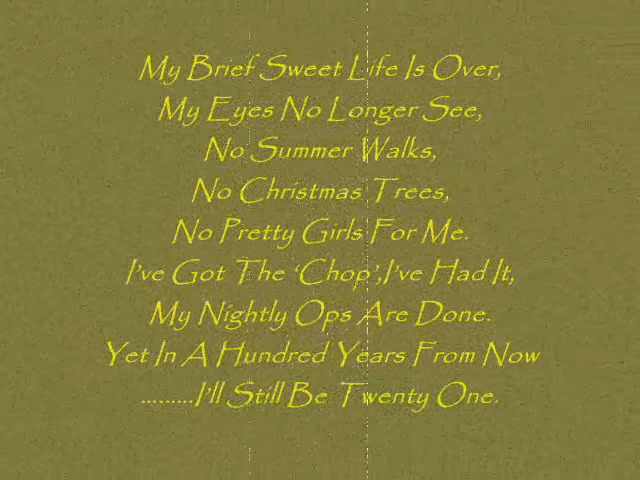 My Brief Sweet Life Is Over,
My Eyes No Longer See,
No Summer Walks,
No Christmas Trees,
No Pretty Girls For Me.
I've Got The ‘Chop’,I've Had It,
My Nightly Ops Are Done.
Yet In A Hundred Years From Now
.........I'll Still Be Twenty One.